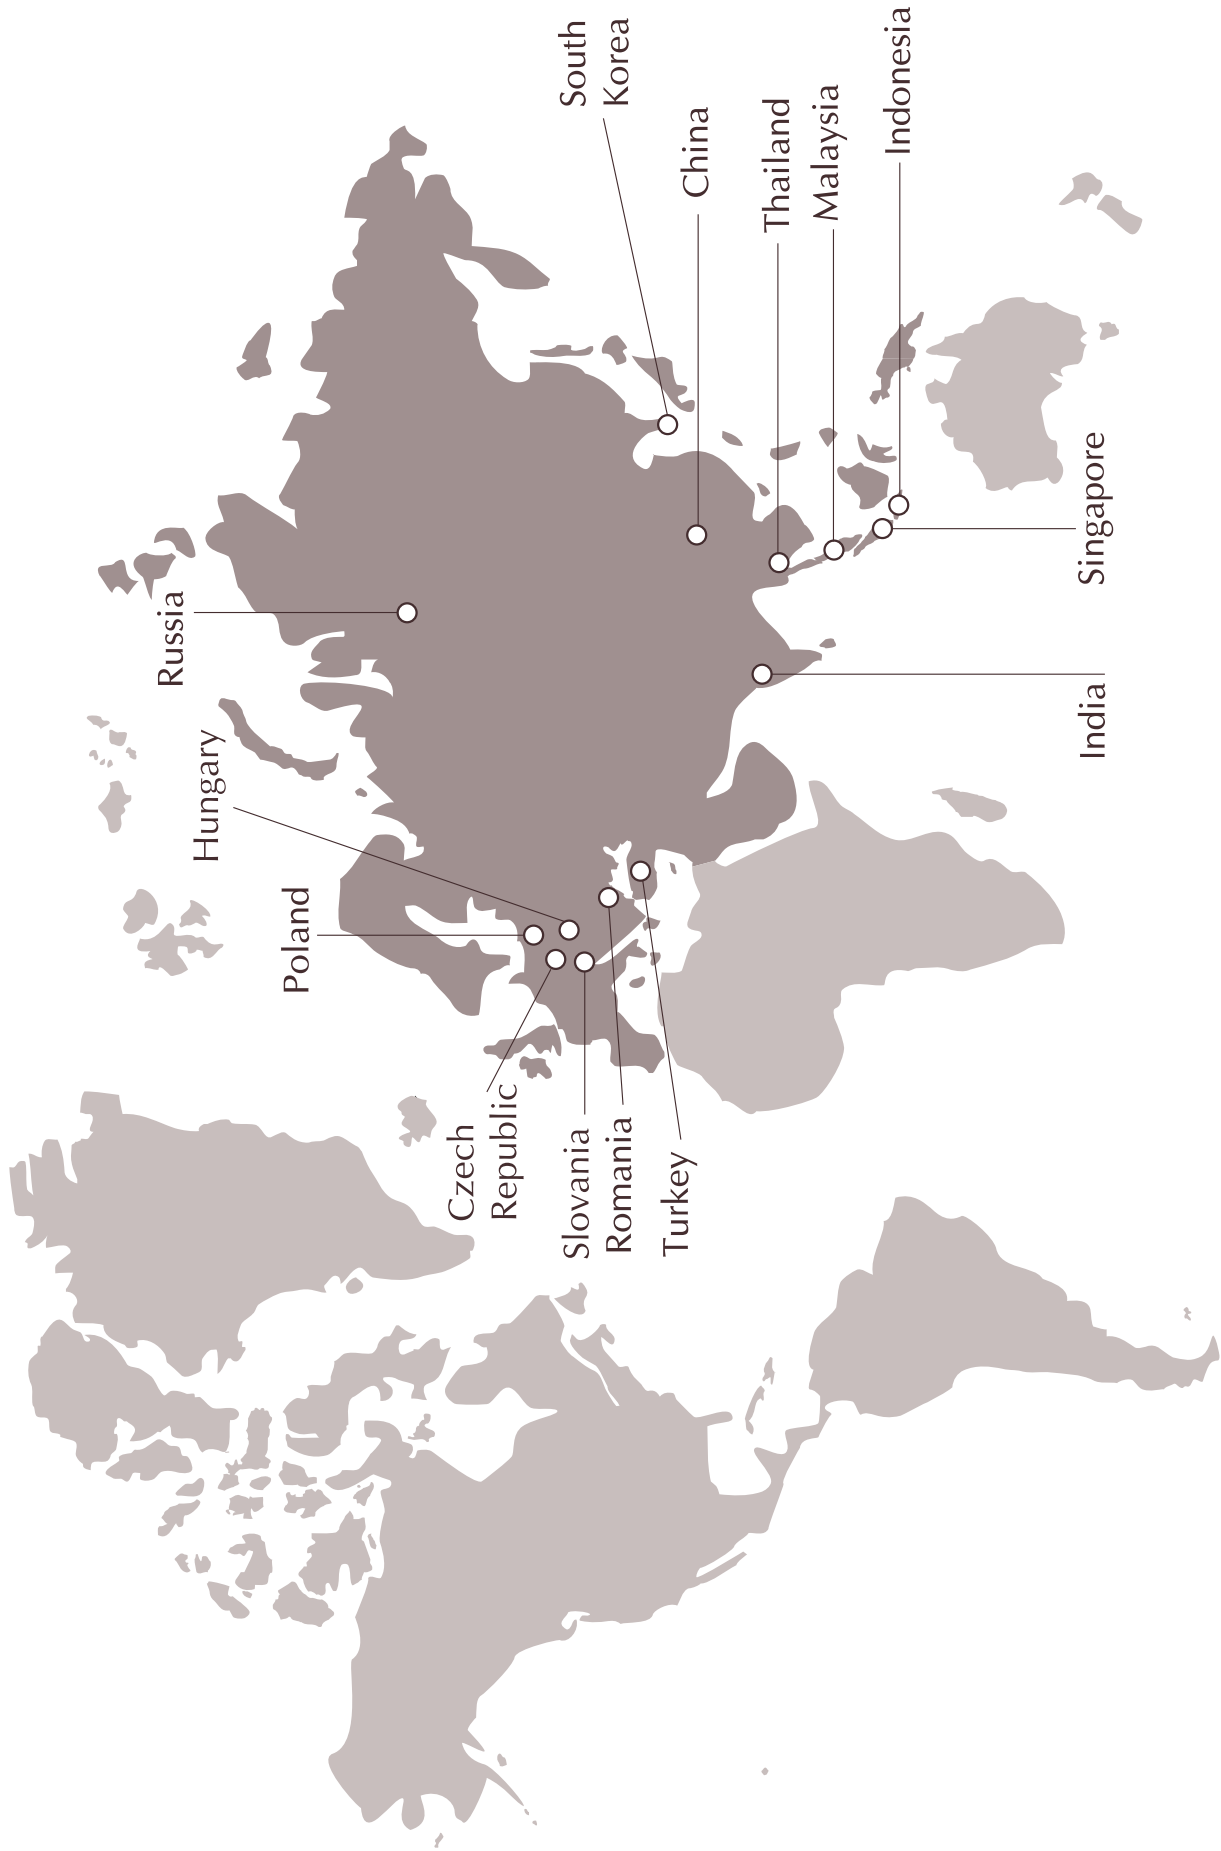 Russia
Hungary
Poland
Czech
Republic
Slovania
Romania
Turkey
South
Korea
China
Thailand
Malaysia
Indonesia
Singapore
India